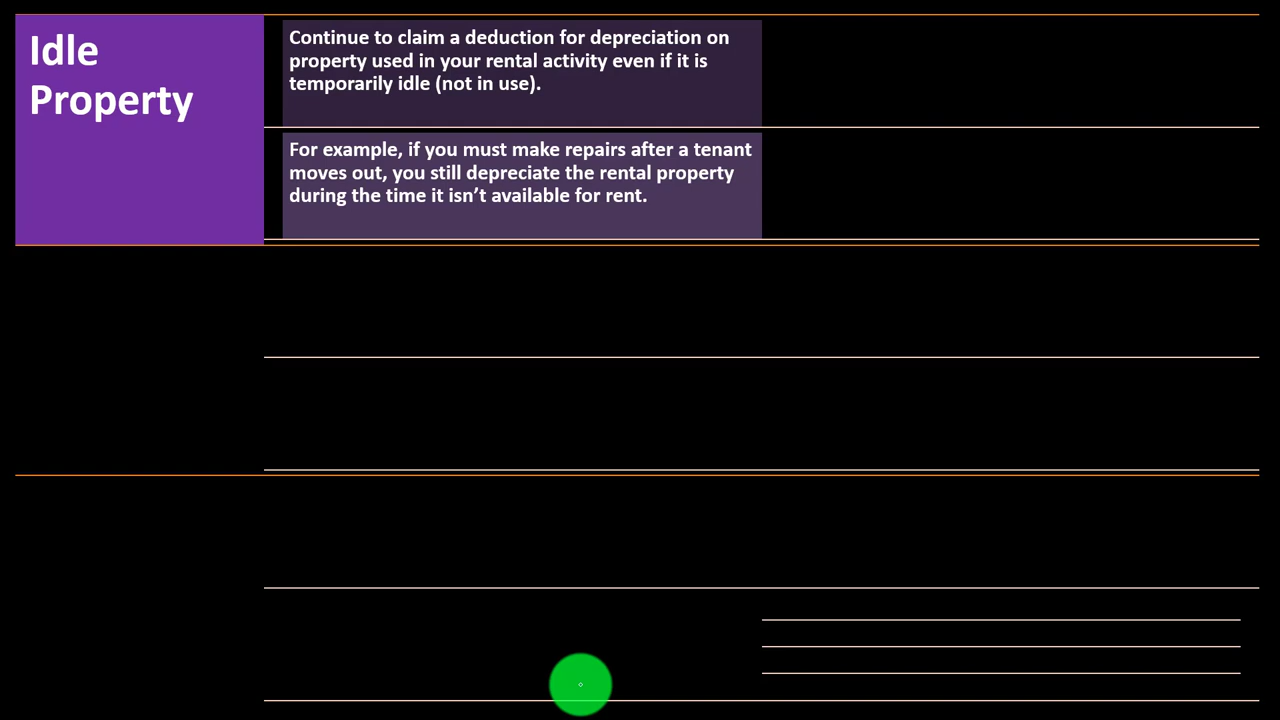 Idle
Property
Continue to claim a deduction for depreciation on
property used in your rental activity even if it is
temporarily idle (not in use).
For example, if you must make repairs after a tenant
moves out, you still depreciate the rental property
during the time it isn’t available for rent.